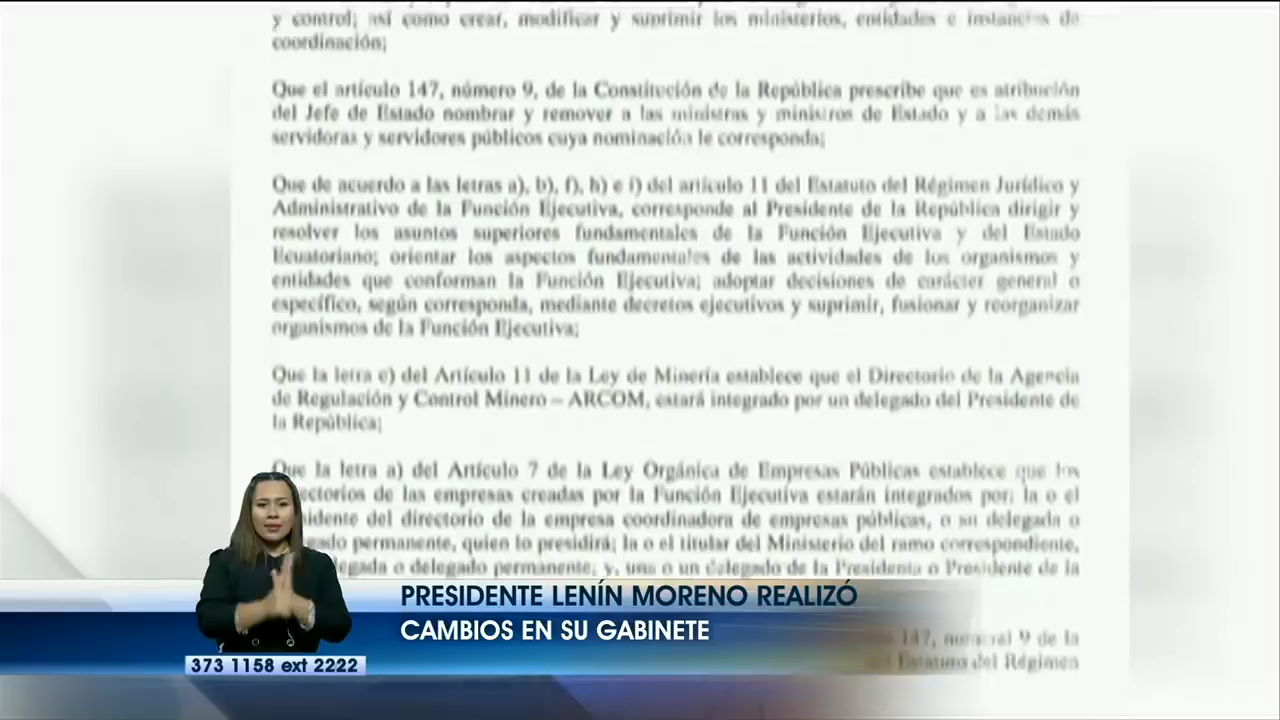 y control; así como crear, modificar y suprimir los ministerios, entidades e instancias de
coordinación;
Que el artículo 147, número 9, de la Constitución de la República prescribe que es atribución
del Jefe de Estado nombrar y remover a las ministras y ministros de Estado y a las demás
servidoras y servidores públicos cuya nominación le corresponda;
Que de acuerdo a las letras a), b), f), h) e i) del artículo 11 del Estatuto del Régimen Jurídico y
Administrativo de la Función Ejecutiva, corresponde al Presidente de la República dirigir y
resolver los asuntos superiores fundamentales de la Función Ejecutiva y del Estado
Ecuatoriano; orientar los aspectos fundamentales de las actividades de los organismos y
entidades que conforman la Función Ejecutiva; adoptar decisiones de carácter general o
específico, según corresponda, mediante decretos ejecutivos y suprimir, fusionar y reorganizar
organismos de la Función Ejecutiva;
Que la letra c) del Artículo 11 de la Ley de Minería establece que el Directorio de la Agencia
de Regulación y Control Minero – ARCOM, estará integrado por un delegado del Presidente de
la República;
Que la letra a) del Artículo 7 de la Ley Orgánica de Empresas Públicas establece que los
ectorios de las empresas creadas por la Función Ejecutiva estarán integrados por: la o el
sidente del directorio de la empresa coordinadora de empresas públicas, o su delegada o
gado permanente, quien lo presidirá; la o el titular del Ministerio del ramo correspondiente,
legada o delegado permanente; y, una o un delegado de la Presidenta o Presidente de la
PRESIDENTE LENÍN MORENO REALIZÓ
CAMBIOS EN SU GABINETE
147, numeral 9 de la
Estatuto del Régimen
373 1158 ext 2222